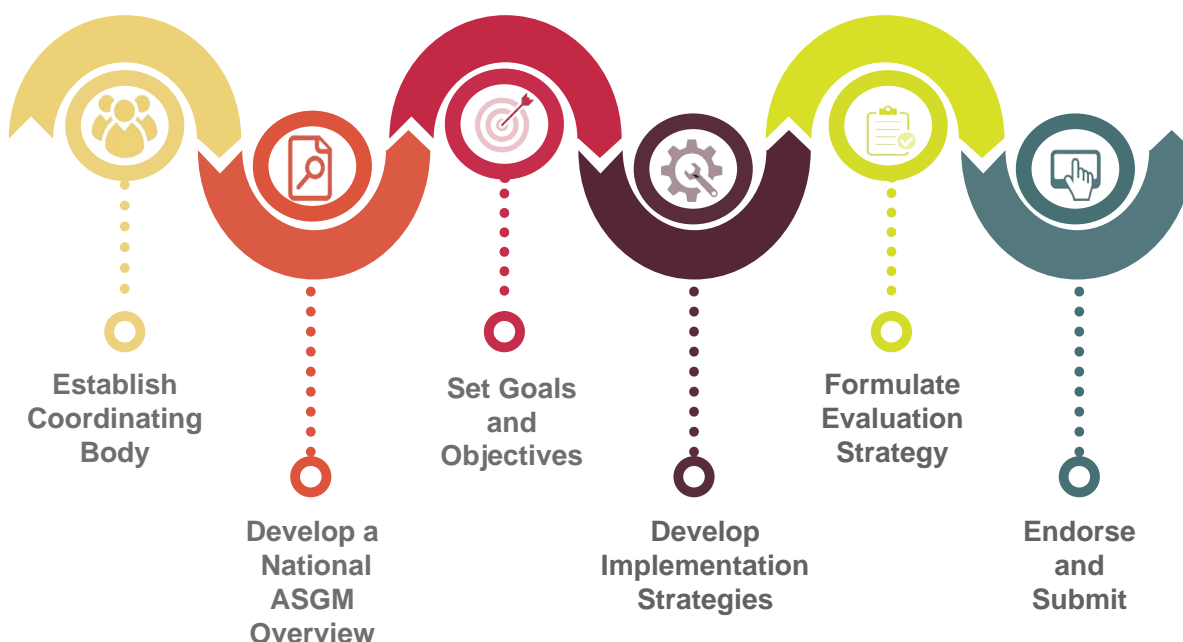 Establish
Coordinating
Body
Develop a
National
ASGM
Overview
Set Goals
and
Objectives
Develop
Implementation
Strategies
Formulate
Evaluation
Strategy
Endorse
and
Submit